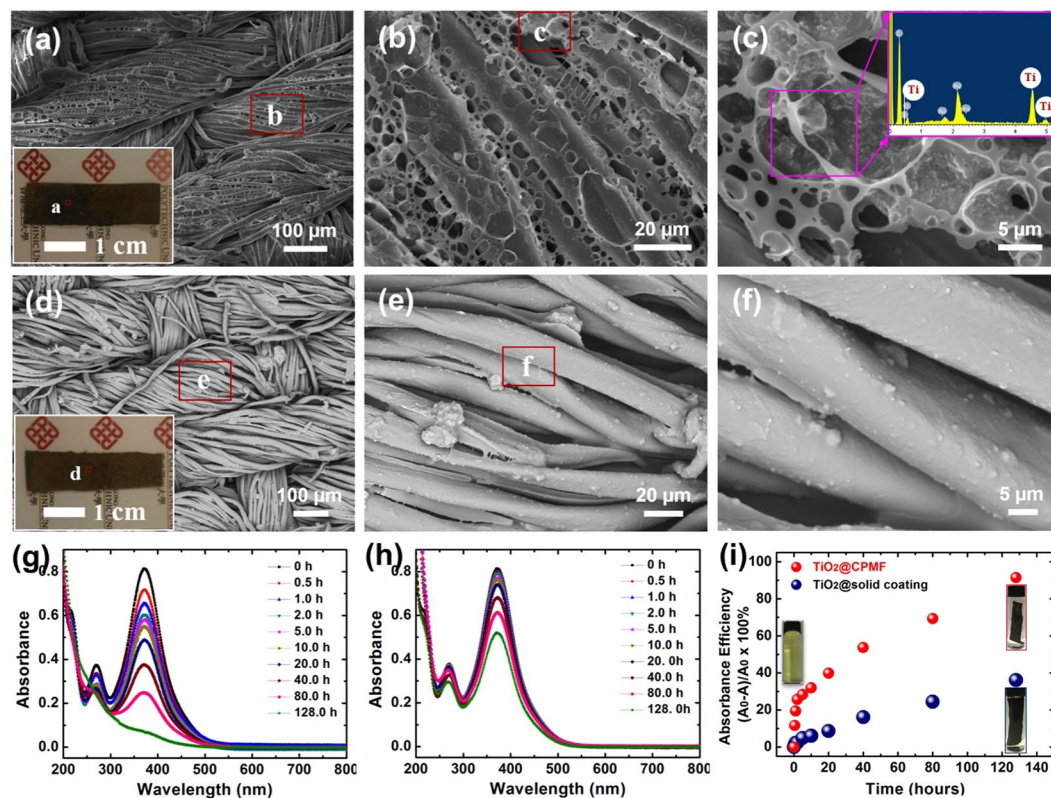 (a)
b
a
1 cm
100 µm
(b)
c
20 µm
(c)
Ti
Ti
Ti
0 1 2 3 4 5
5 µm
(d)
e
d
1 cm
100 µm
(e)
f
20 µm
(f)
5 µm
(g)
Absorbance
0.8
0.6
0.4
0.2
0.0
200 300 400 500 600 700 800
Wavelength (nm)
0 h
0.5 h
1.0 h
2.0 h
5.0 h
10.0 h
20.0 h
40.0 h
80.0 h
128.0 h
(h)
Absorbance
0.8
0.6
0.4
0.2
0.0
200 300 400 500 600 700 800
Wavelength (nm)
0 h
0.5 h
1.0 h
2.0 h
5.0 h
10.0 h
20. 0h
40.0 h
80.0 h
128. 0h
(i)
Absorbance Efficiency
(A0-A)/A0 x 100%
100
80
60
40
20
0
0 20 40 60 80 100 120 140
Time (hours)
TiO2@CPMF
TiO2@solid coating